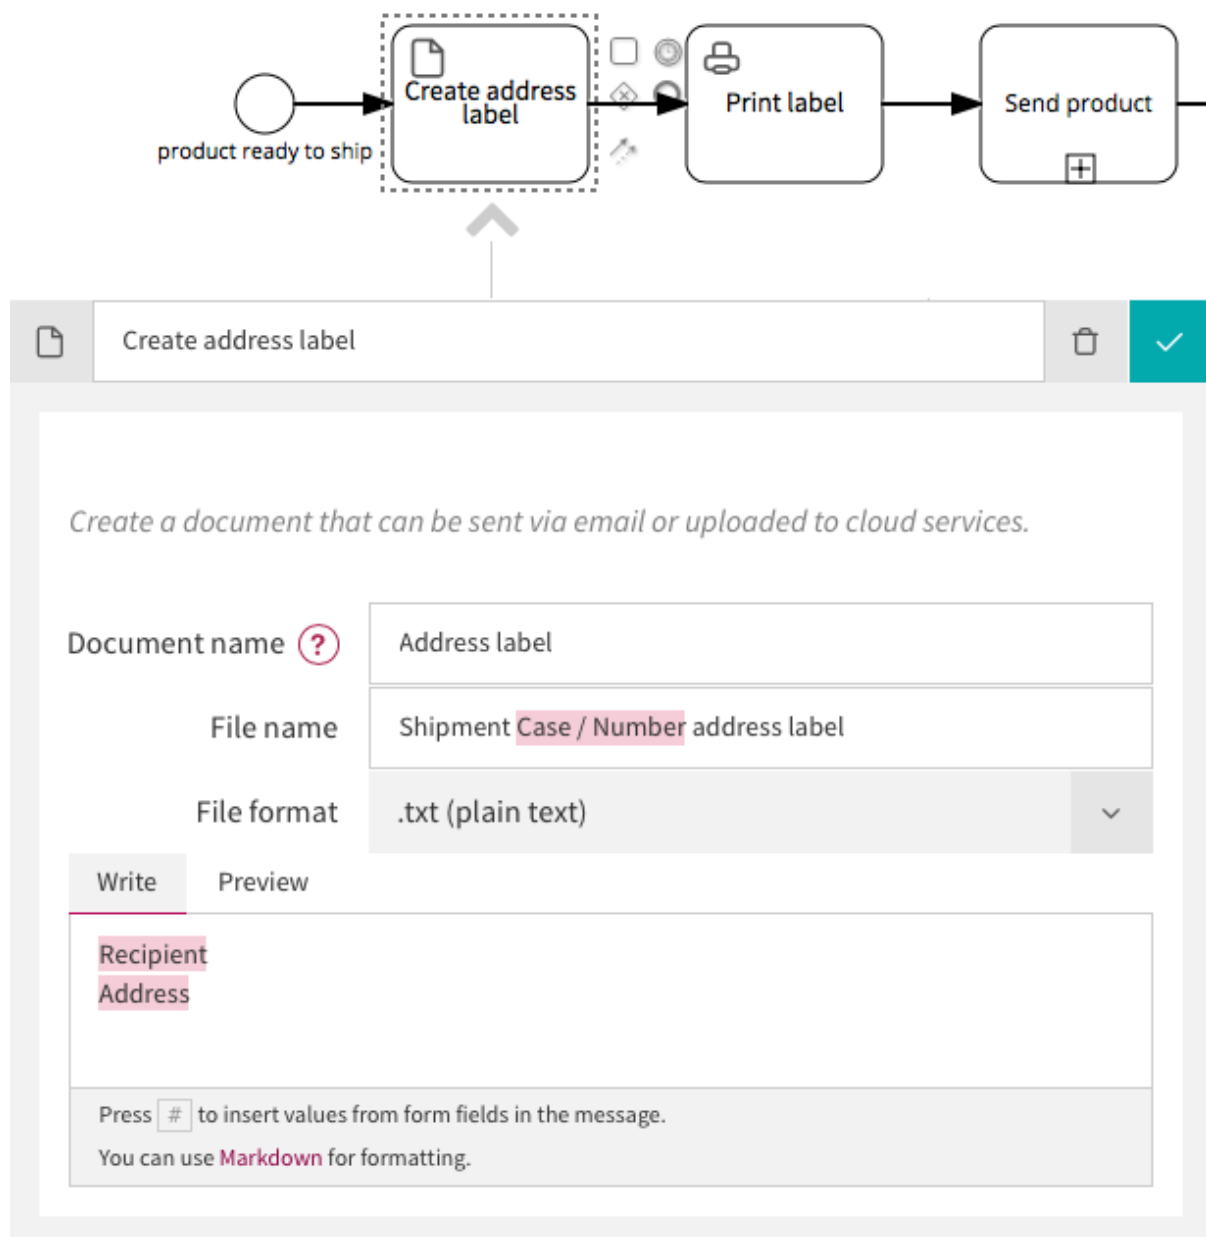 Create address
label
Print label
Send product
product ready to ship
Create address label
Create a document that can be sent via email or uploaded to cloud services.
Document name ?
Address label
File name
Shipment Case / Number address label
File format
.txt (plain text)
Write Preview
Recipient
Address
Press # to insert values from form fields in the message.
You can use Markdown for formatting.